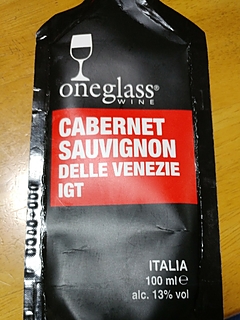 oneglass®
WINE
CABERNET
SAUVIGNON
DELLE VENEZIE
IGT
ITALIA
100 ml ℮
alc. 13% vol